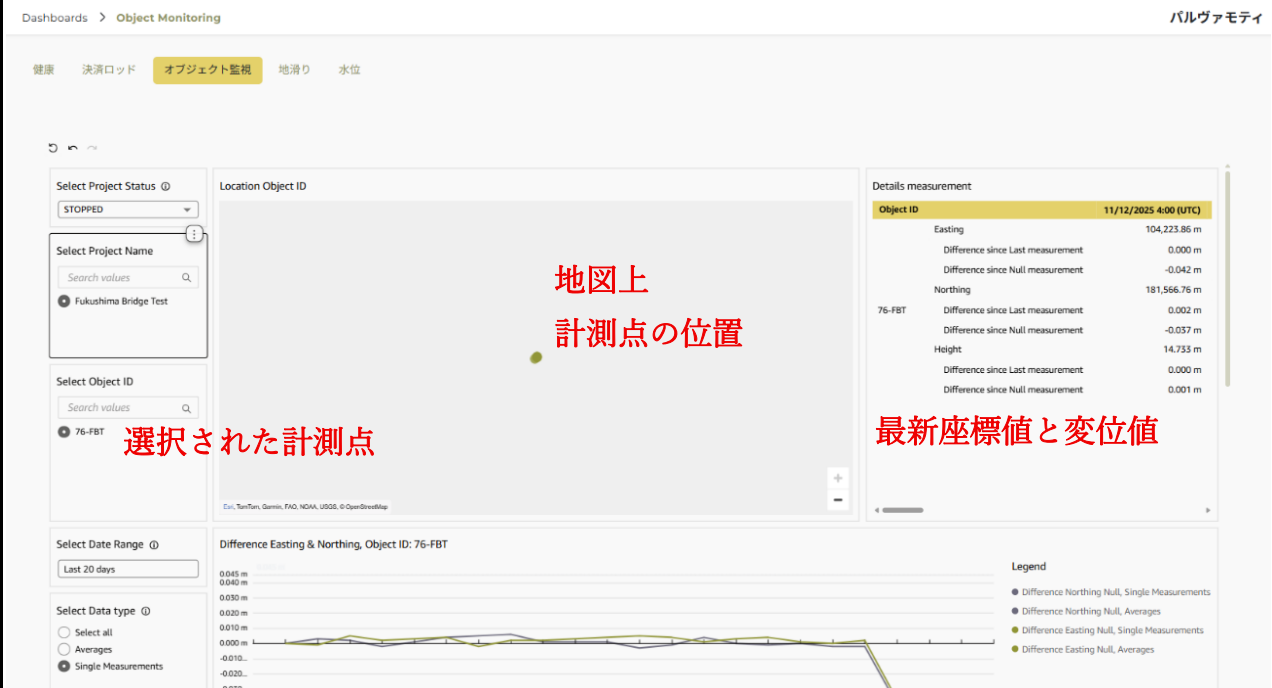 Dashboards > Object Monitoring
パルヴァモティ
健康 決済ロッド オブジェクト監視 地滑り 水位
Select Project Status
STOPPED
Select Project Name
Search values
Fukushima Bridge Test
Select Object ID
Search values
76-FBT
選択された計測点
Location Object ID
地図上
計測点の位置
Esri, TomTom, Garmin, FAO, NOAA, USGS, © OpenStreetMap
Details measurement
Object ID 11/12/2025 4:00 (UTC)
Easting 104,223.86 m
Difference since Last measurement 0.000 m
Difference since Null measurement -0.042 m
Northing 181,566.76 m
76-FBT Difference since Last measurement 0.002 m
Difference since Null measurement -0.037 m
Height 14.733 m
Difference since Last measurement 0.000 m
Difference since Null measurement 0.001 m
最新座標値と変位値
Select Date Range
Last 20 days
Select Data type
Select all
Averages
Single Measurements
Difference Easting & Northing, Object ID: 76-FBT
0.045 m
0.040 m
0.030 m
0.020 m
0.010 m
0.000 m
-0.010...
-0.020...
Legend
Difference Northing Null, Single Measurements
Difference Northing Null, Averages
Difference Easting Null, Single Measurements
Difference Easting Null, Averages